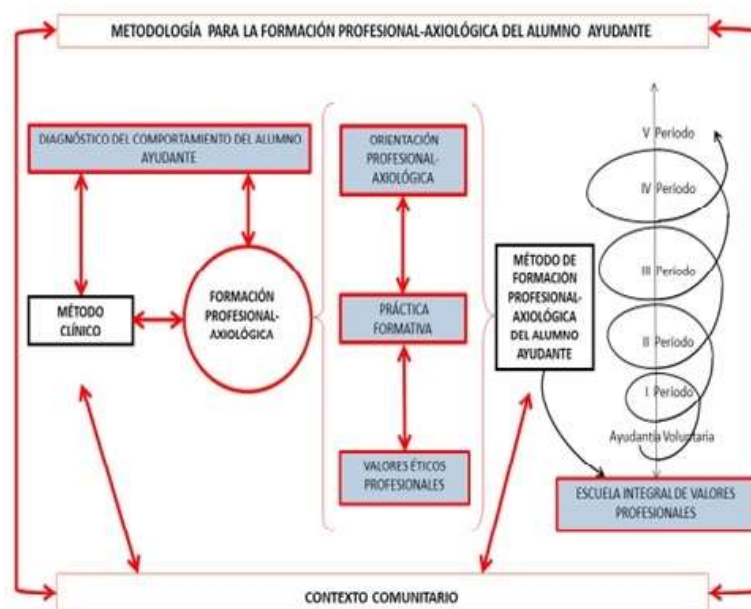 METODOLOGÍA PARA LA FORMACIÓN PROFESIONAL-AXIOLÓGICA DEL ALUMNO AYUDANTE
DIAGNÓSTICO DEL COMPORTAMIENTO DEL ALUMNO
AYUDANTE
MÉTODO
CLÍNICO
FORMACIÓN
PROFESIONAL-
AXIOLÓGICA
ORIENTACIÓN
PROFESIONAL-
AXIOLÓGICA
PRÁCTICA
FORMATIVA
VALORES ÉTICOS
PROFESIONALES
MÉTODO DE
FORMACIÓN
PROFESIONAL-
AXIOLÓGICA
DEL ALUMNO
AYUDANTE
V Período
IV Período
III Período
II Período
I Período
Ayudantía Voluntaria
ESCUELA INTEGRAL DE VALORES
PROFESIONALES
CONTEXTO COMUNITARIO